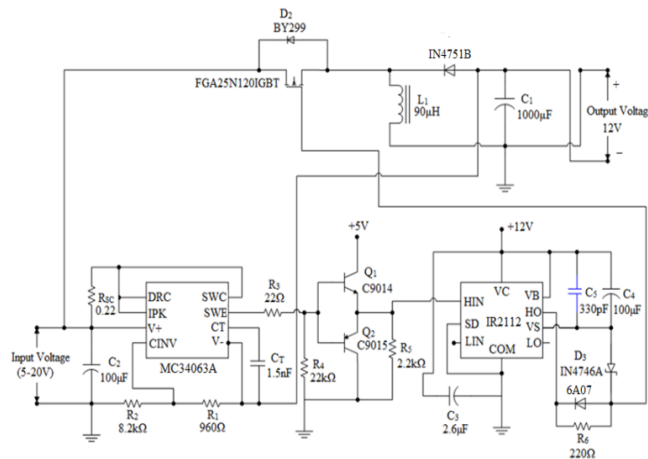 D2
BY299
FGA25N120IGBT
IN4751B
L1
90μH
C1
1000μF
+
Output Voltage
12V
−
+5V
+12V
RSC
0.22
DRC
IPK
V+
CINV
SWC
SWE
CT
V-
MC34063A
R3
22Ω
Q1
C9014
Q2
C9015
R4
22kΩ
R5
2.2kΩ
HIN
SD
LIN
VC
IR2112
COM
VB
HO
VS
LO
C5
330pF
C4
100μF
D3
IN4746A
6A07
R6
220Ω
C3
2.6μF
Input Voltage
(5-20V)
C2
100μF
CT
1.5nF
R2
8.2kΩ
R1
960Ω